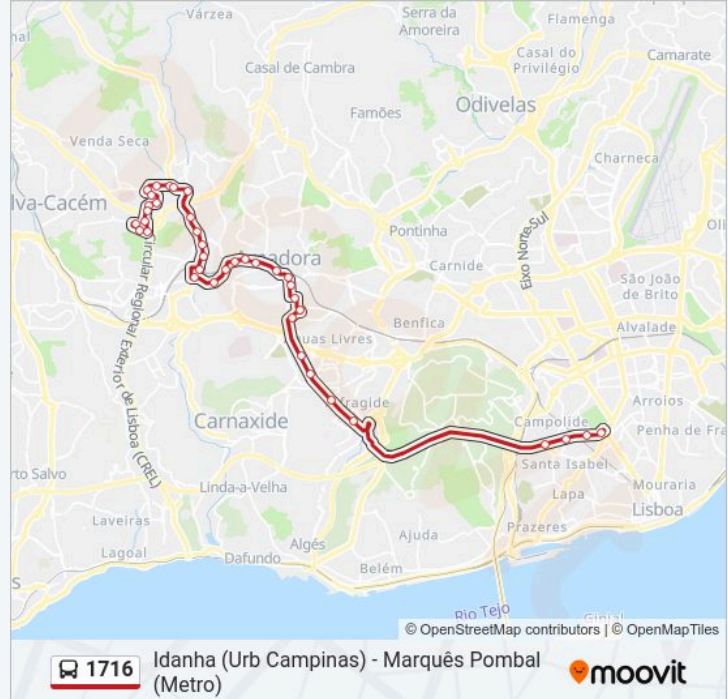 Várzea
Serra da
Amoreira
Flamenga
Casal de Cambra
Casal do
Privilégio
Camarate
Famões
Odivelas
Venda Seca
Charneca
lva-Cacém
Pontinha
Eixo Norte-Sul
Carnide
São João
de Brito
Benfica
Alvalade
Circular Regional Exterior de Lisboa (CREL)
Carnaxide
Campolide
Arroios
Penha de Fra
Santa Isabel
rto Salvo
Linda-a-Velha
Lapa
Mouraria
Lisboa
Laveiras
Prazeres
Algés
Ajuda
Lagoal
Dafundo
Belém
Rio Tejo
© OpenStreetMap contributors | © OpenMapTiles
1716
Idanha (Urb Campinas) - Marquês Pombal
(Metro)
moovit